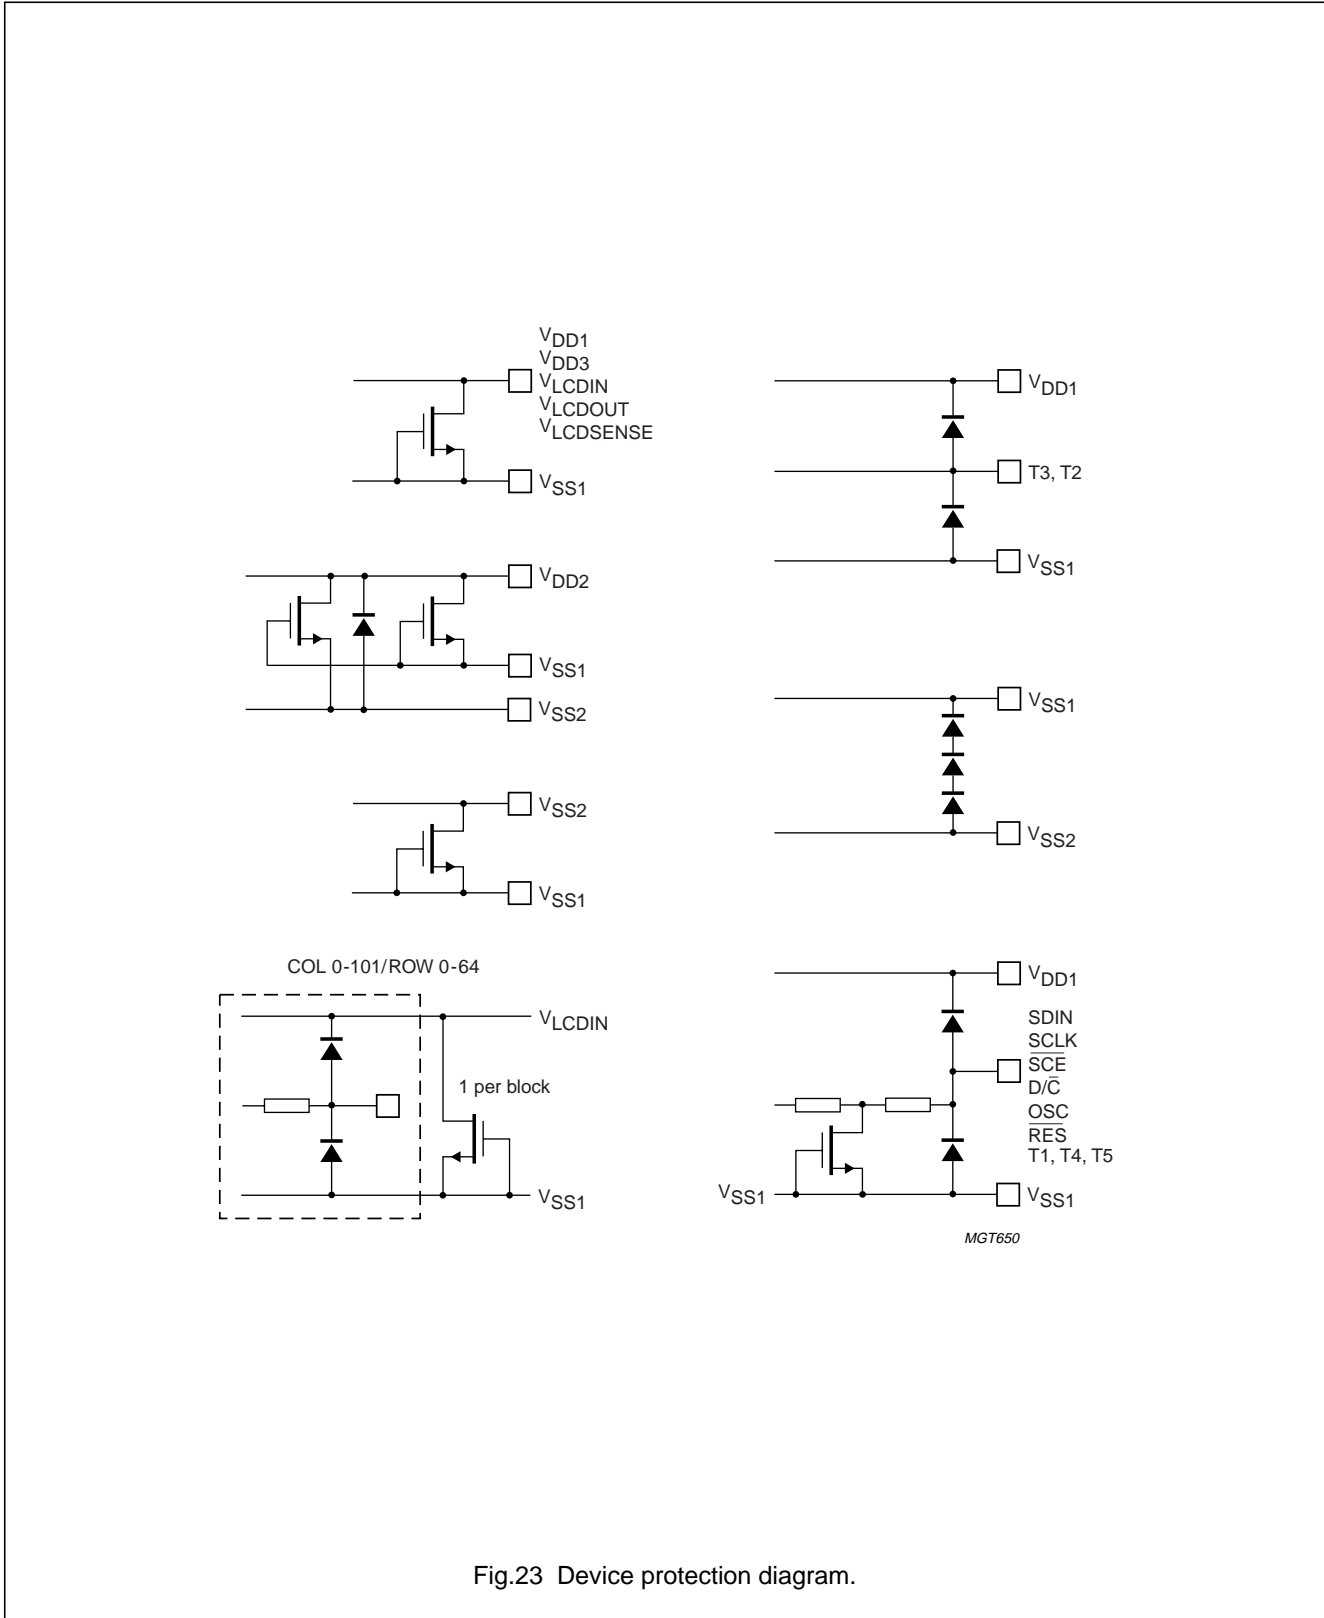 VDD1
VDD3
VLCDIN
VLCDOUT
VLCDSENSE
VSS1
VDD2
VSS1
VSS2
VSS2
VSS1
COL 0-101/ROW 0-64
VLCDIN
1 per block
VSS1
VDD1
T3, T2
VSS1
VSS1
VSS2
VDD1
SDIN
SCLK
S̅C̅E̅
D/C̅
OSC
R̅E̅S̅
T1, T4, T5
VSS1
VSS1
MGT650
Fig.23 Device protection diagram.